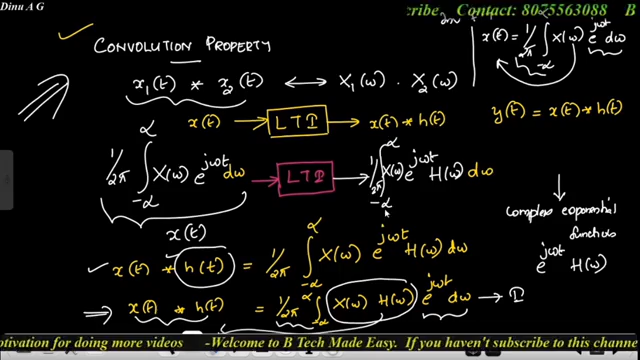 Dinu A G
cribe. Contact: 8075563088 B
CONVOLUTION PROPERTY
x₁(t) * x₂(t) ⟷ X₁(ω) . X₂(ω)
x(t) = 1/2π ∫_{-α} X(ω) e^{jωt} dω
x(t) → LTI → x(t) * h(t)
y(t) = x(t) * h(t)
1/2π ∫_{-α}^{α} X(ω) e^{jωt} dω → LTI → 1/2π ∫_{-α}^{α} X(ω) e^{jωt} H(ω) dω
x(t)
complex exponential
function
e^{jωt} H(ω)
✓ x(t) * h(t) = 1/2π ∫_{-α}^{α} X(ω) e^{jωt} H(ω) dω
⇒ x(t) * h(t) = 1/2π ∫_{-α}^{α} X(ω) H(ω) e^{jωt} dω → I
otivation for doing more videos -Welcome to B Tech Made Easy. If you haven't subscribe to this channe